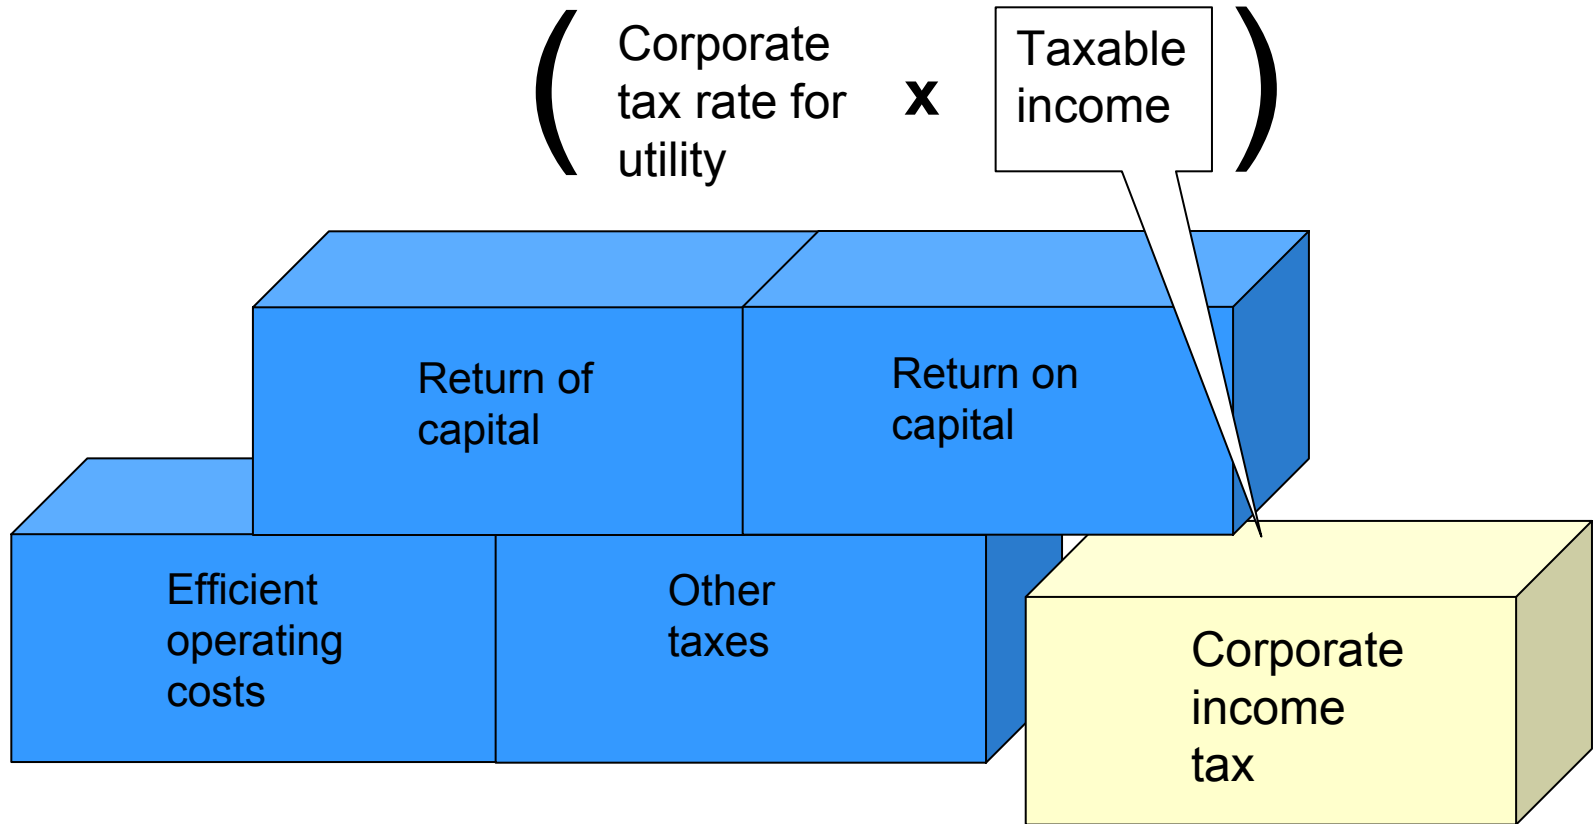 (
Corporate
tax rate for
utility
x
Taxable
income
)
Return of
capital
Return on
capital
Efficient
operating
costs
Other
taxes
Corporate
income
tax